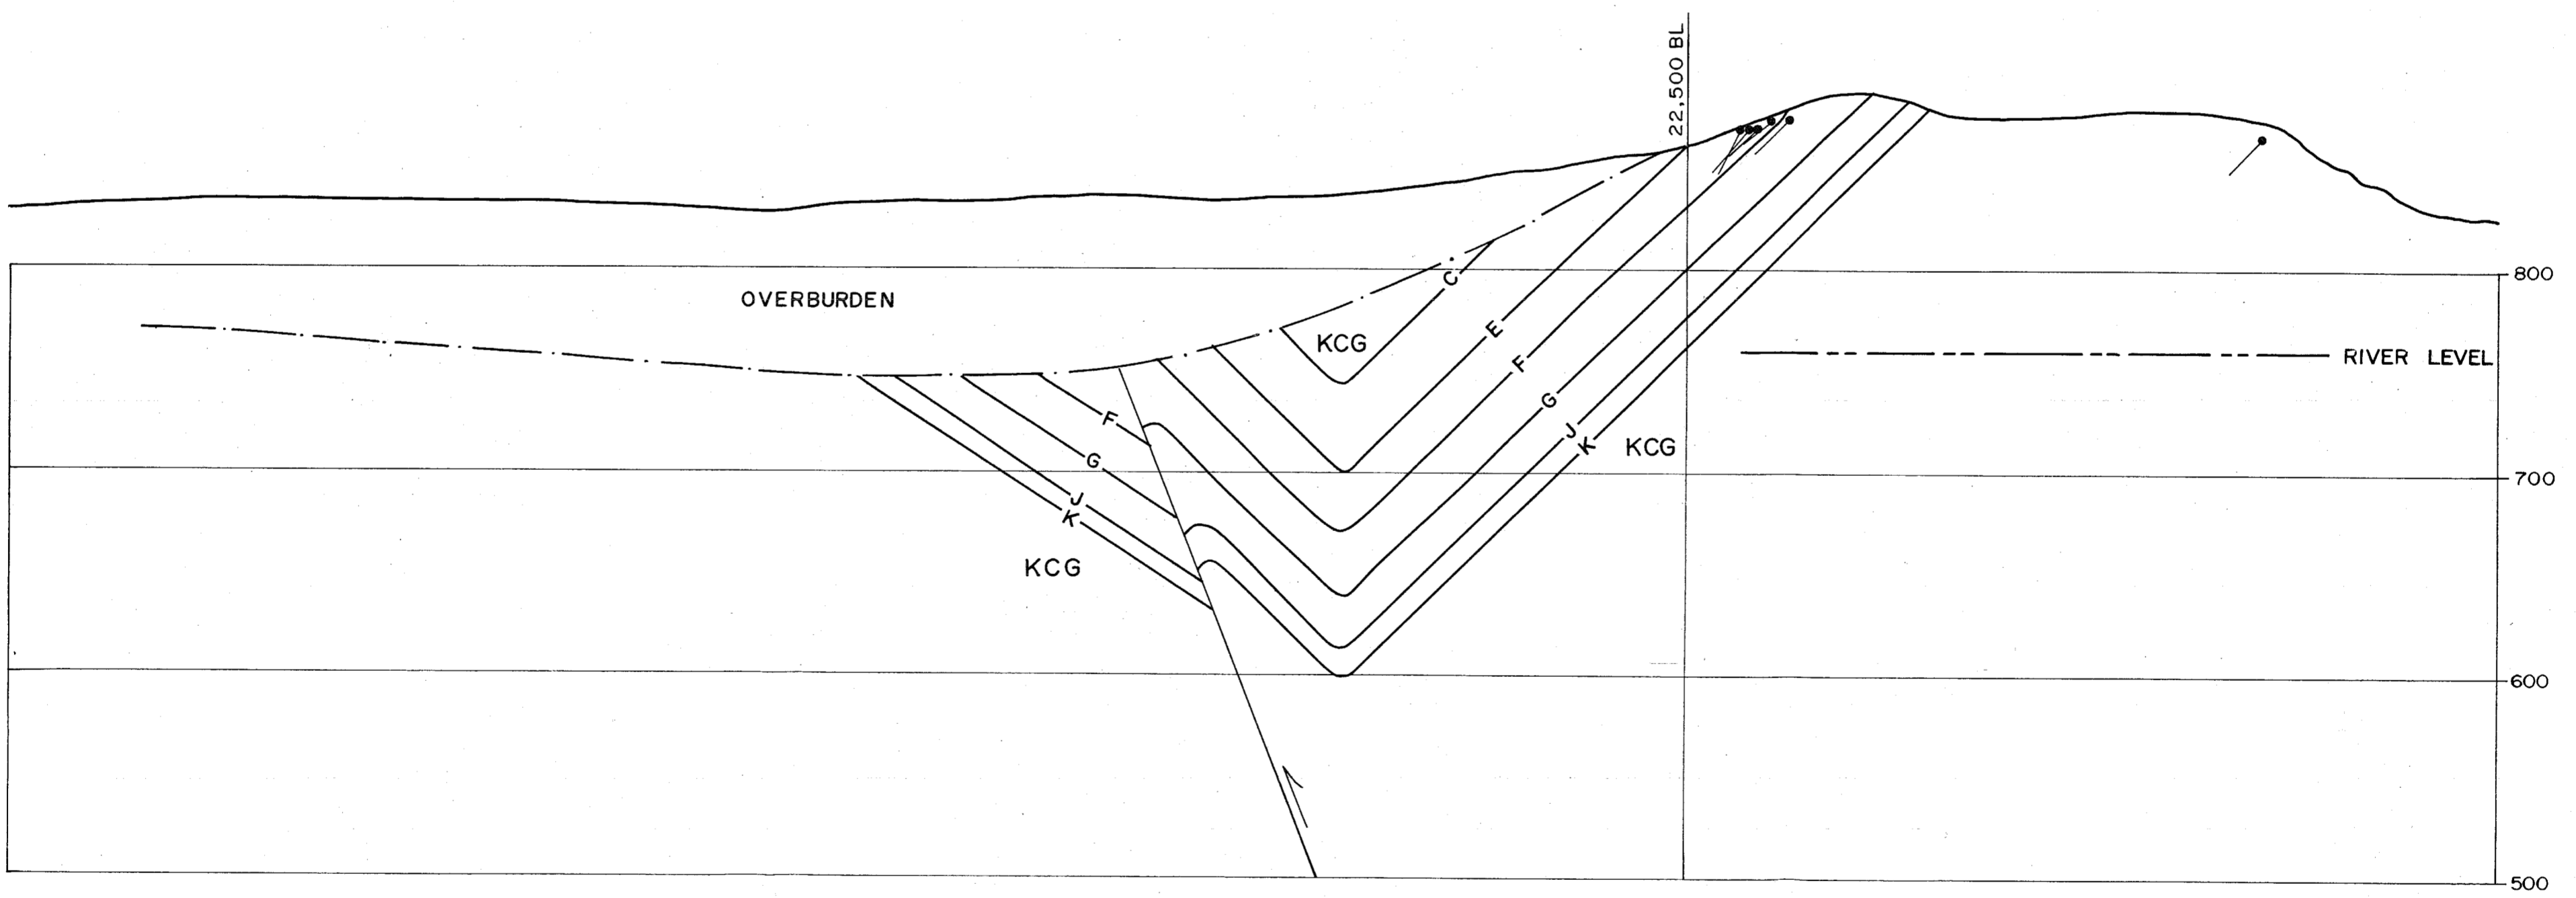 22,500 BL
800
OVERBURDEN
C
E
KCG
RIVER LEVEL
F
G
F
J
K
KCG
G
700
J
K
KCG
600
500